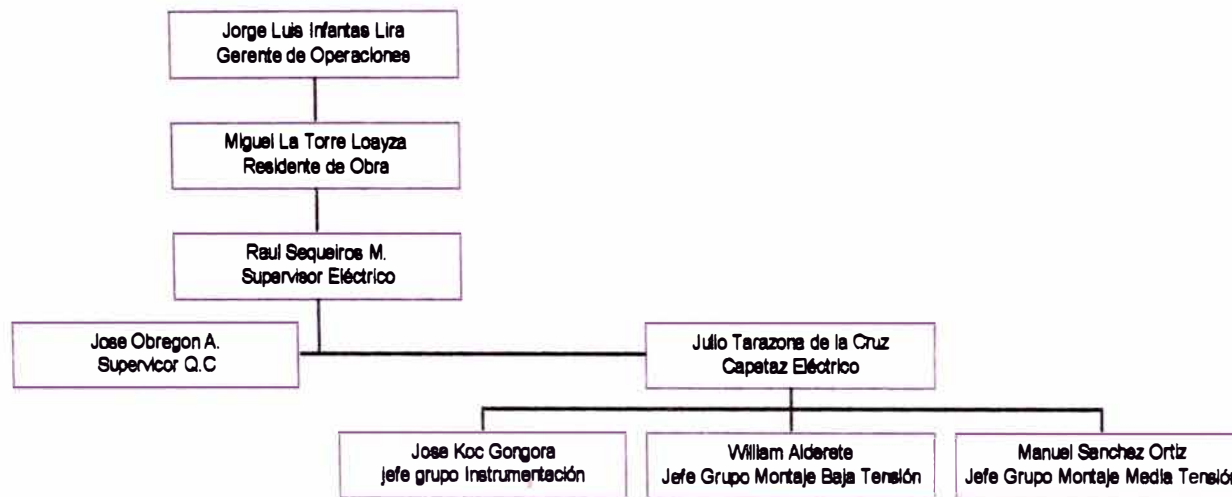 Jorge Luis Infantas Lira
Gerente de Operaciones
Miguel La Torre Loayza
Residente de Obra
Raul Sequeiros M.
Supervisor Eléctrico
Jose Obregon A.
Supervicor Q.C
Julio Tarazona de la Cruz
Capataz Eléctrico
Jose Koc Gongora
jefe grupo Instrumentación
William Alderete
Jefe Grupo Montaje Baja Tensión
Manuel Sanchez Ortiz
Jefe Grupo Montaje Media Tensión